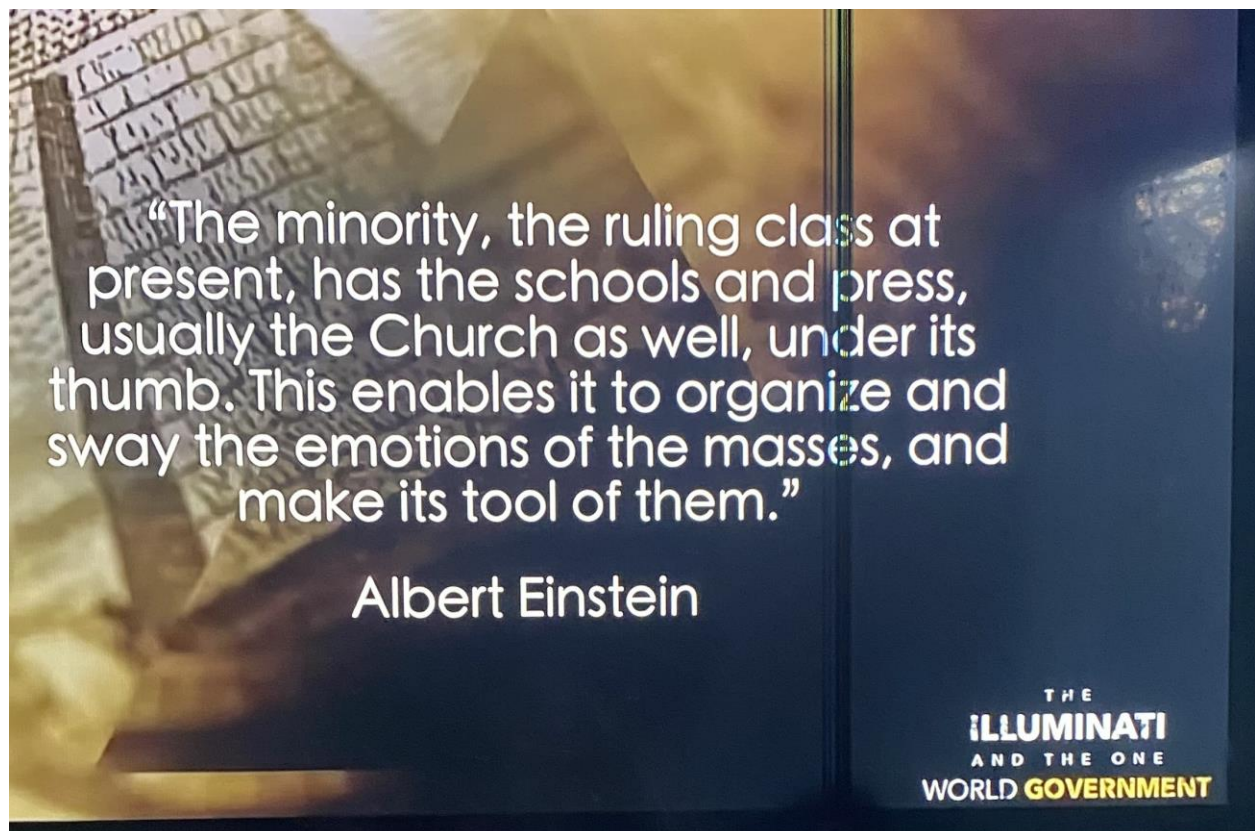 “The minority, the ruling class at
present, has the schools and press,
usually the Church as well, under its
thumb. This enables it to organize and
sway the emotions of the masses, and
make its tool of them.”
Albert Einstein
THE
ILLUMINATI
AND THE ONE
WORLD GOVERNMENT